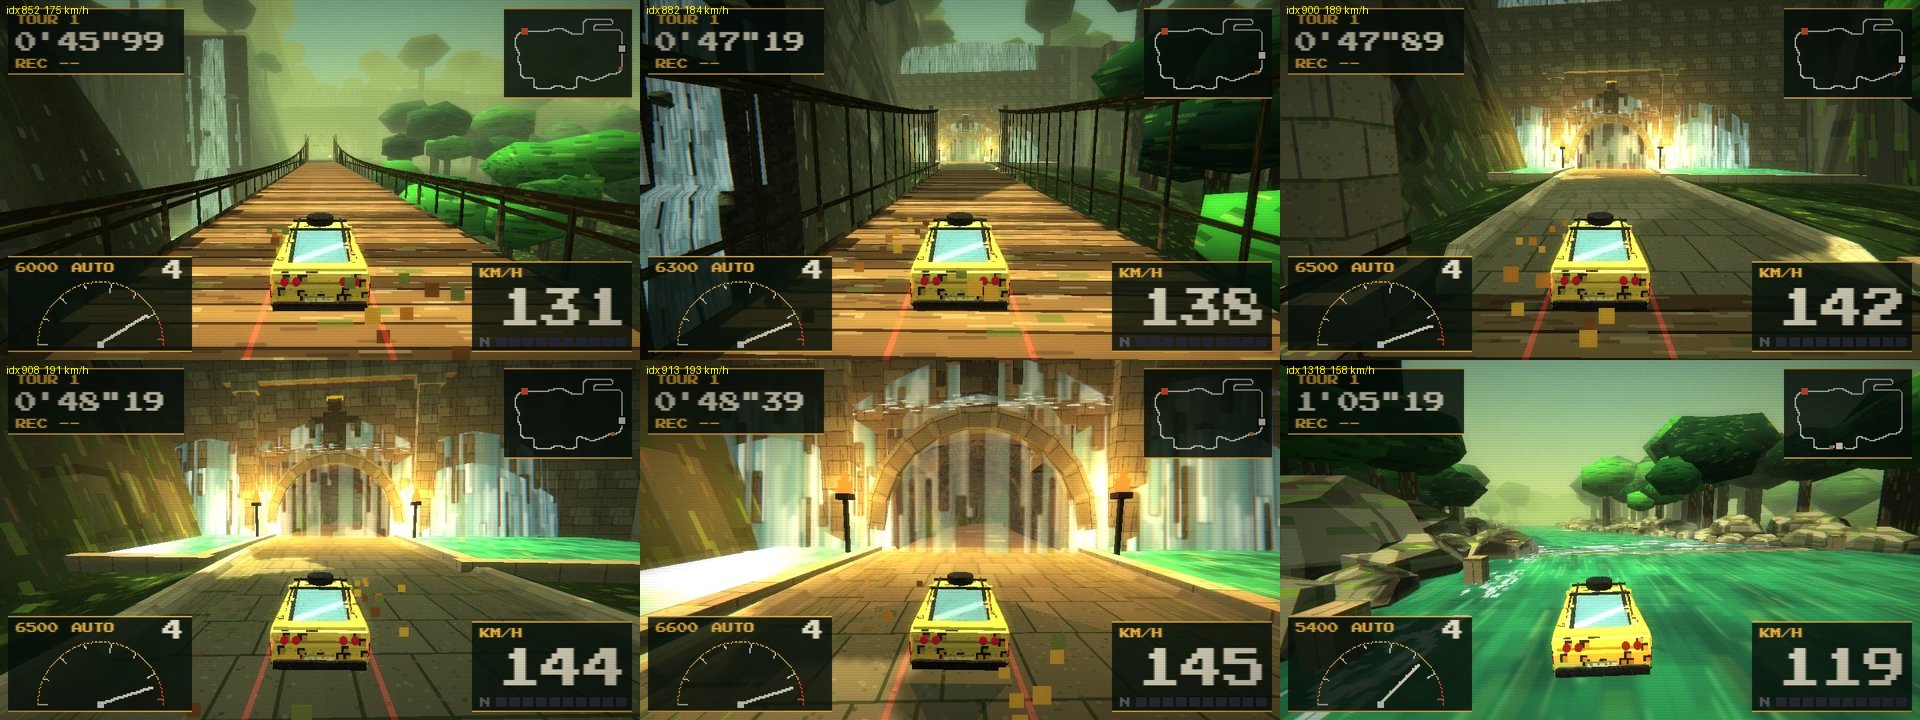 idx852 175 km/h
TOUR 1
0'45"99
REC --
6000 AUTO 4
KM/H
131
N
idx882 184 km/h
TOUR 1
0'47"19
REC --
6300 AUTO 4
KM/H
138
N
idx900 189 km/h
TOUR 1
0'47"89
REC --
6500 AUTO 4
KM/H
142
N
idx908 191 km/h
TOUR 1
0'48"19
REC --
6500 AUTO 4
KM/H
144
N
idx913 193 km/h
TOUR 1
0'48"39
REC --
6600 AUTO 4
KM/H
145
N
idx1318 158 km/h
TOUR 1
1'05"19
REC --
5400 AUTO 4
KM/H
119
N